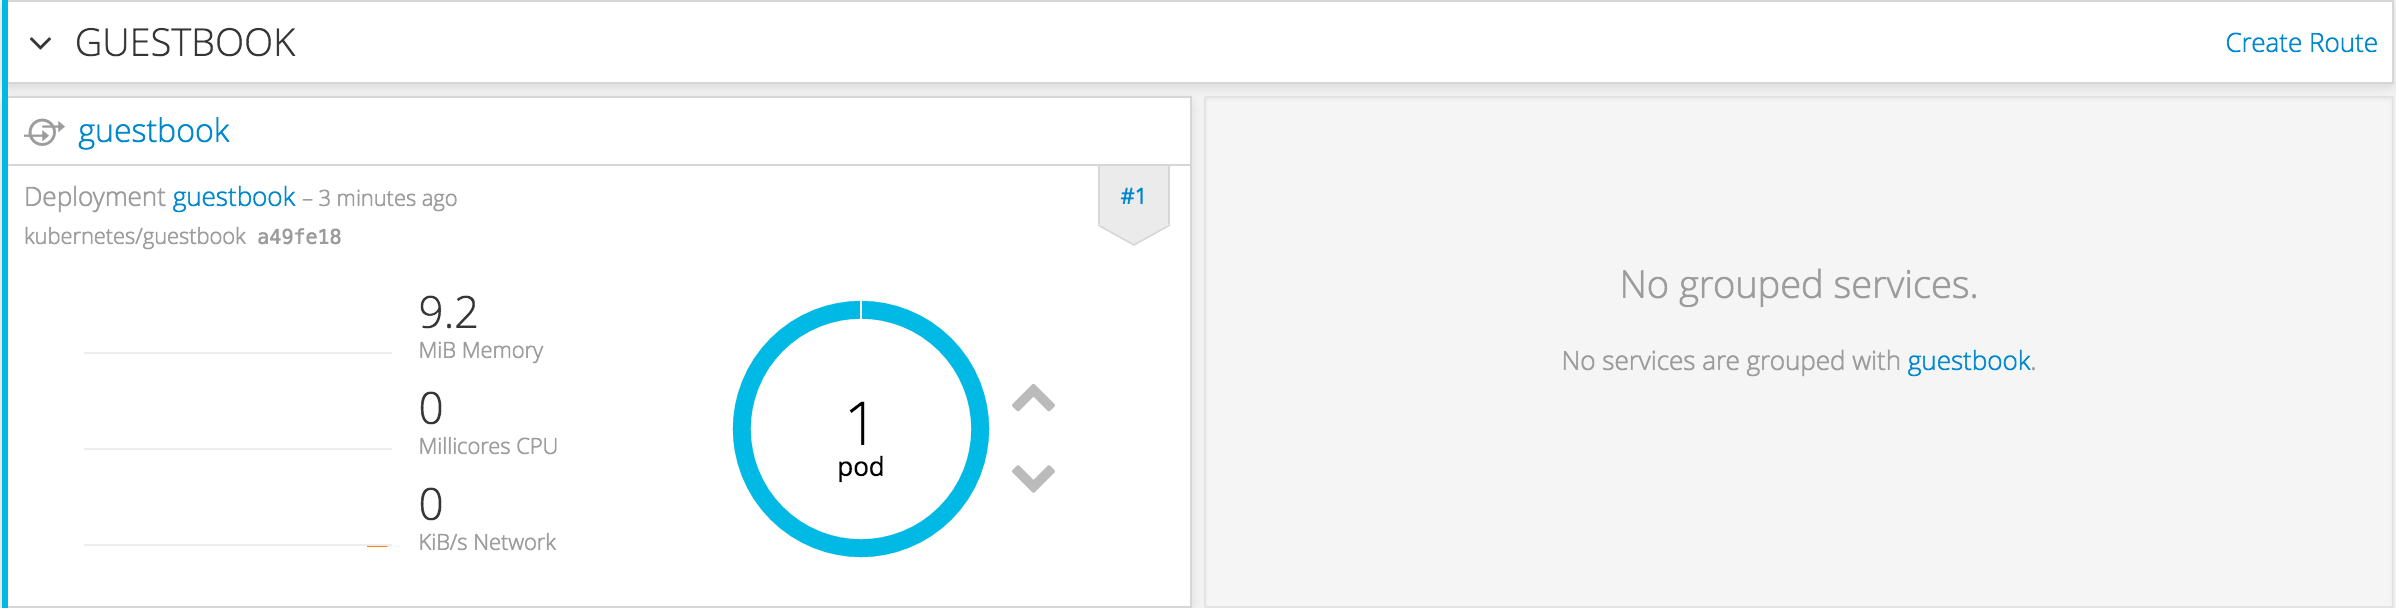 GUESTBOOK
Create Route
guestbook
Deployment guestbook – 3 minutes ago
#1
kubernetes/guestbook a49fe18
9.2
MiB Memory
0
Millicores CPU
0
KiB/s Network
1
pod
No grouped services.
No services are grouped with guestbook.